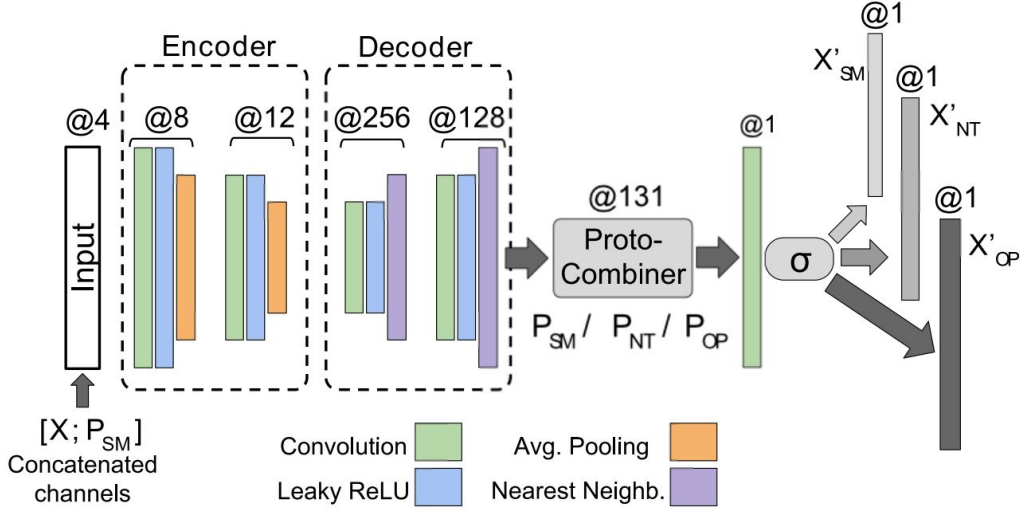 Encoder
Decoder
@4
@8
@12
@256
@128
Input
[X; P_SM]
Concatenated
channels
@131
Proto-
Combiner
P_SM / P_NT / P_OP
@1
σ
@1
X'_SM
@1
X'_NT
@1
X'_OP
Convolution
Leaky ReLU
Avg. Pooling
Nearest Neighb.